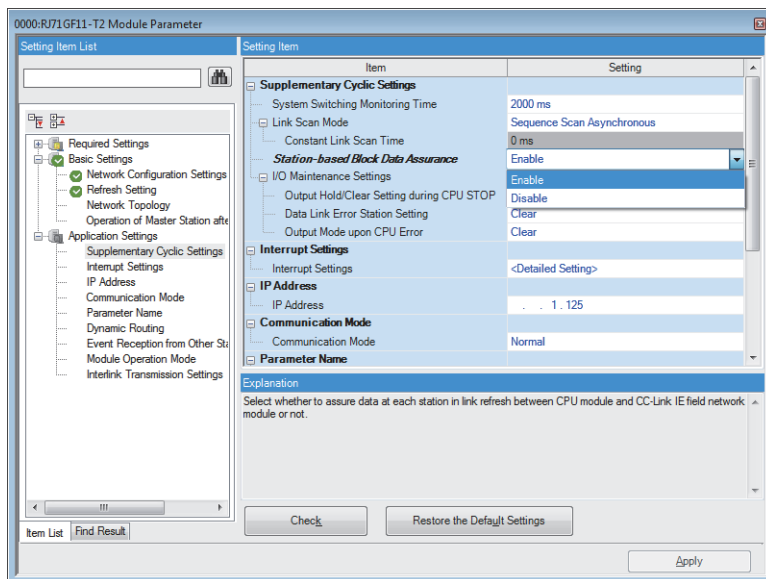 0000:RJ71GF11-T2 Module Parameter
Setting Item List
Required Settings
Basic Settings
Network Configuration Settings
Refresh Setting
Network Topology
Operation of Master Station afte
Application Settings
Supplementary Cyclic Settings
Interrupt Settings
IP Address
Communication Mode
Parameter Name
Dynamic Routing
Event Reception from Other Sta
Module Operation Mode
Interlink Transmission Settings
Item List Find Result
Setting Item
Item Setting
Supplementary Cyclic Settings
System Switching Monitoring Time 2000 ms
Link Scan Mode Sequence Scan Asynchronous
Constant Link Scan Time 0 ms
Station-based Block Data Assurance Enable
Enable
I/O Maintenance Settings
Disable
Output Hold/Clear Setting during CPU STOP
Data Link Error Station Setting Clear
Output Mode upon CPU Error Clear
Interrupt Settings
Interrupt Settings <Detailed Setting>
IP Address
IP Address . . 1 . 125
Communication Mode
Communication Mode Normal
Parameter Name
Explanation
Select whether to assure data at each station in link refresh between CPU module and CC-Link IE field network
module or not.
Check Restore the Default Settings
Apply